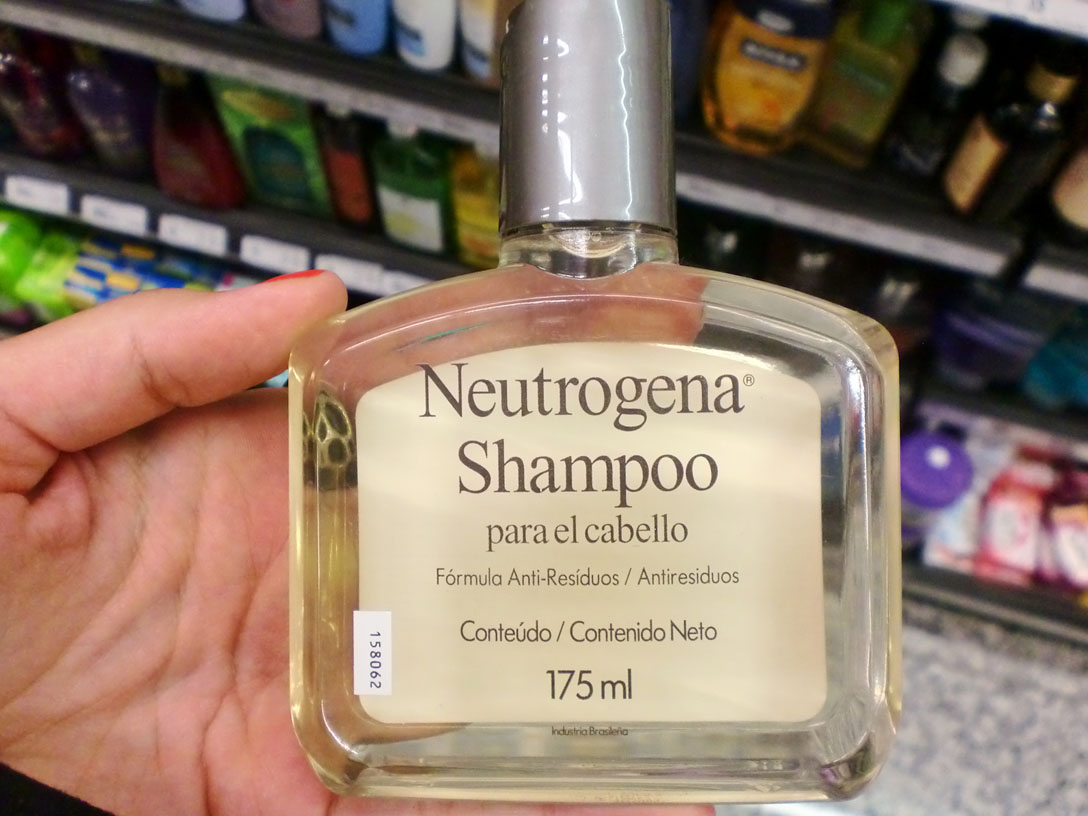 Neutrogena®
Shampoo
para el cabello
Fórmula Anti-Resíduos / Antiresiduos
Conteúdo / Contenido Neto
175 ml
158062
Industria Brasileña